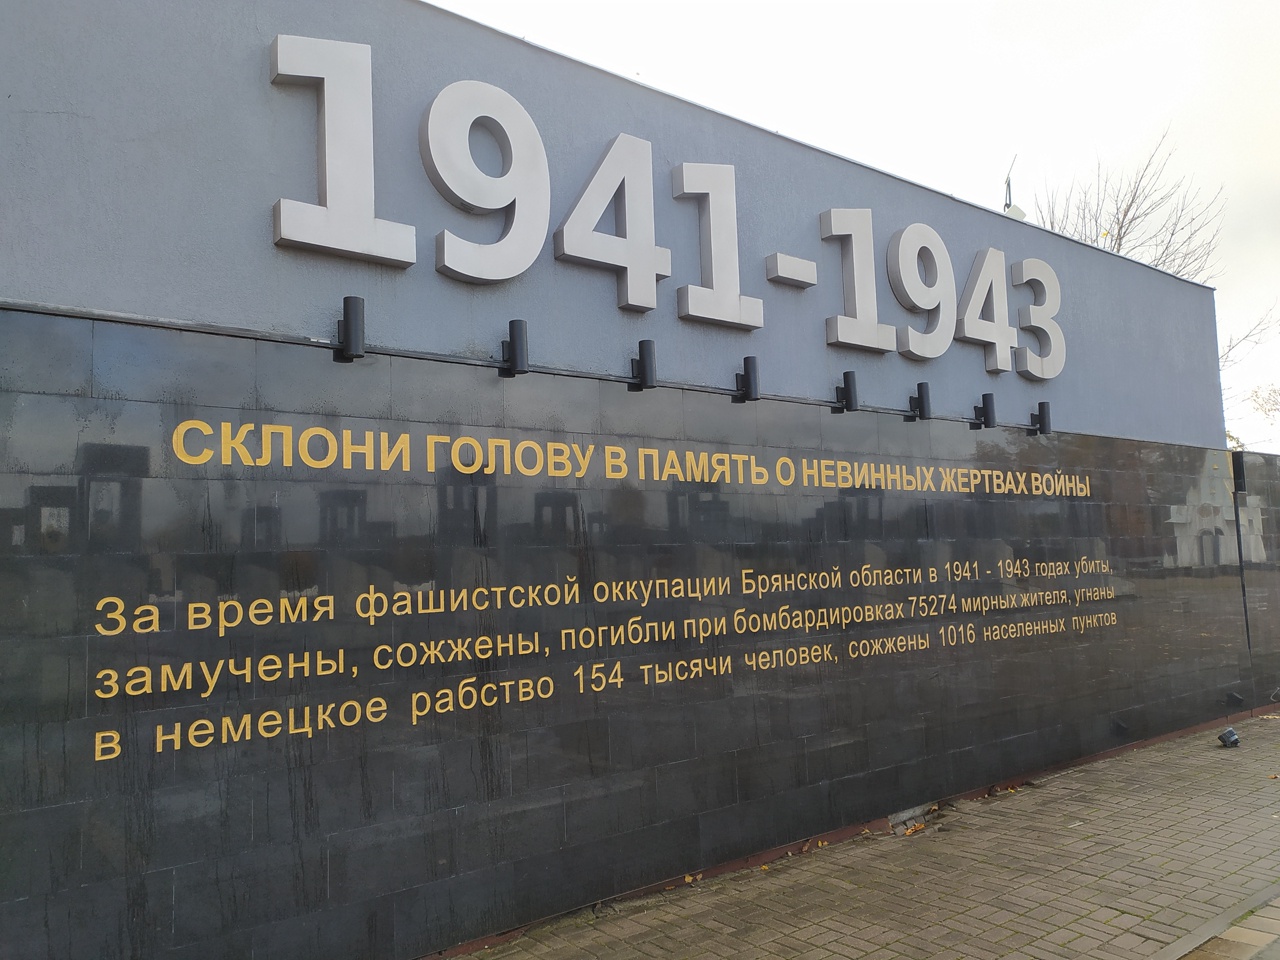 1941-1943
СКЛОНИ ГОЛОВУ В ПАМЯТЬ О НЕВИННЫХ ЖЕРТВАХ ВОЙНЫ
За время фашистской оккупации Брянской области в 1941 - 1943 годах убиты,
замучены, сожжены, погибли при бомбардировках 75274 мирных жителя, угнаны
в немецкое рабство 154 тысячи человек, сожжены 1016 населенных пунктов